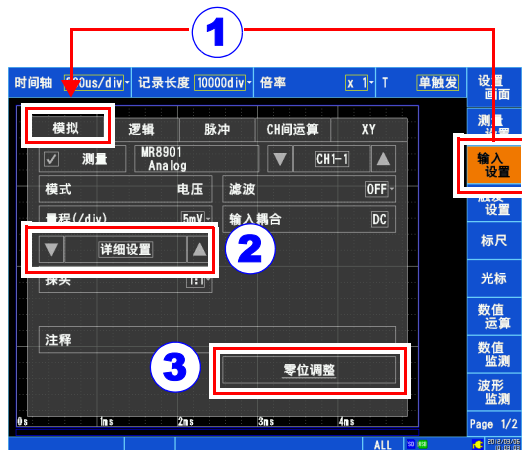 1
时间轴 500us/div 记录长度 10000div 倍率 x 1 T 单触发
设置画面
测量设置
输入设置
触发设置
标尺
光标
数值运算
数值监测
波形监测
Page 1/2
模拟 逻辑 脉冲 CH间运算 XY
测量 MR8901 Analog CH1-1
模式 电压 滤波 OFF
量程(/div) 5mV 输入耦合 DC
详细设置 2
探头 1:1
注释
3 零位调整
0s 1ms 2ms 3ms 4ms
ALL SD